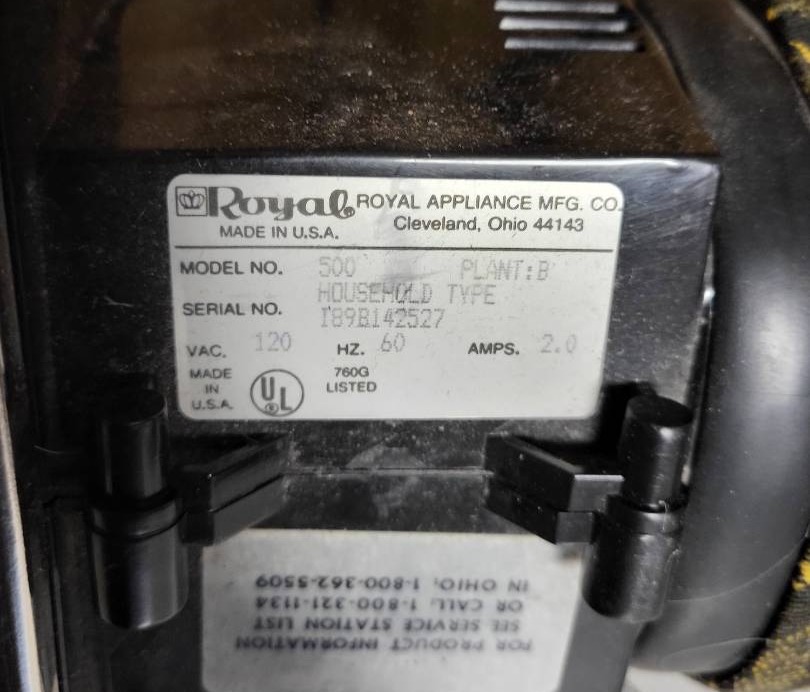 Royal ROYAL APPLIANCE MFG. CO.
MADE IN U.S.A. Cleveland, Ohio 44143
MODEL NO. 500 PLANT:B
HOUSEHOLD TYPE
SERIAL NO. I89B142527
VAC. 120 HZ. 60 AMPS. 2.0
MADE IN U.S.A. UL ® 760G LISTED
FOR PRODUCT INFORMATION
SEE SERVICE STATION LIST
OR CALL 1-800-321-1134
IN OHIO, 1-800-362-5509